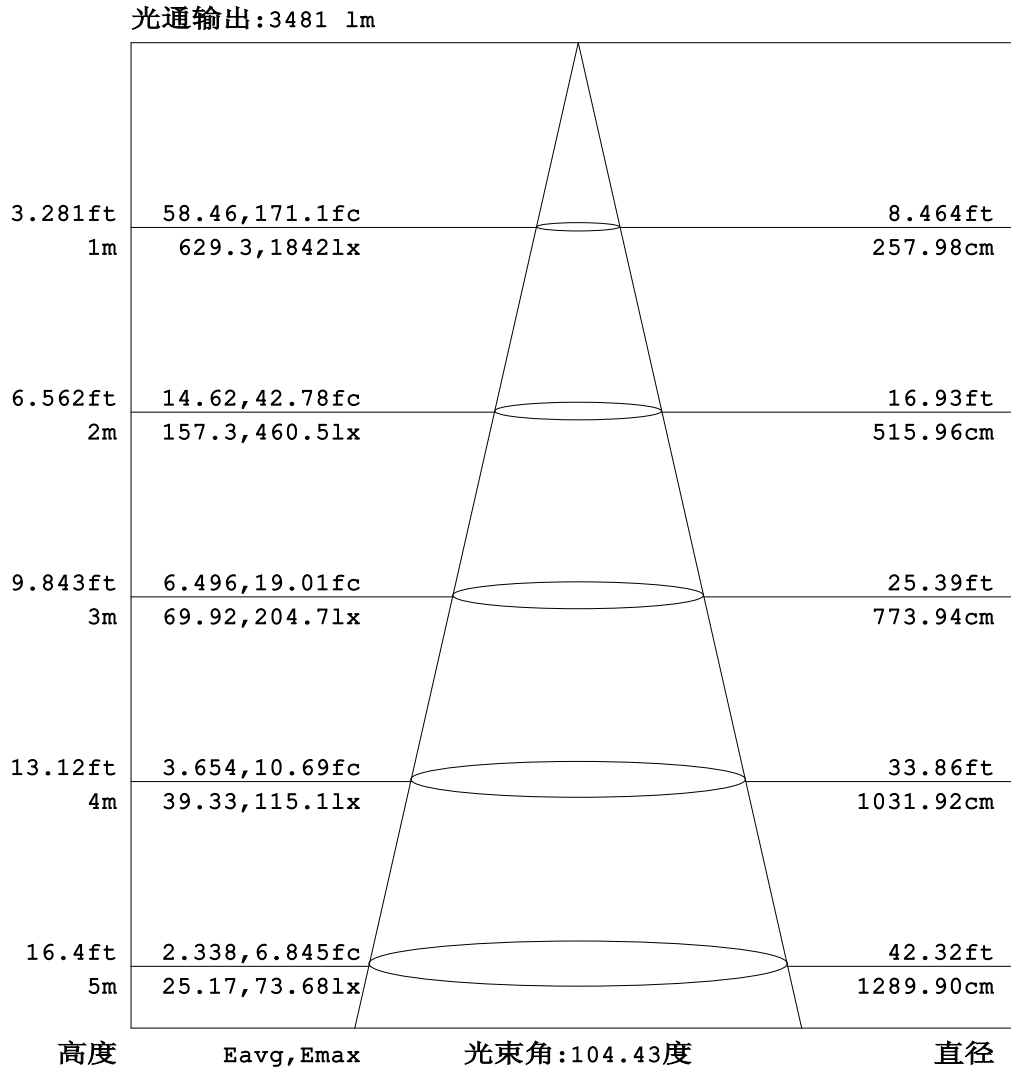 光通输出:3481 lm
3.281ft 58.46,171.1fc 8.464ft
1m 629.3,1842lx 257.98cm
6.562ft 14.62,42.78fc 16.93ft
2m 157.3,460.5lx 515.96cm
9.843ft 6.496,19.01fc 25.39ft
3m 69.92,204.7lx 773.94cm
13.12ft 3.654,10.69fc 33.86ft
4m 39.33,115.1lx 1031.92cm
16.4ft 2.338,6.845fc 42.32ft
5m 25.17,73.68lx 1289.90cm
高度 Eavg,Emax 光束角:104.43度 直径